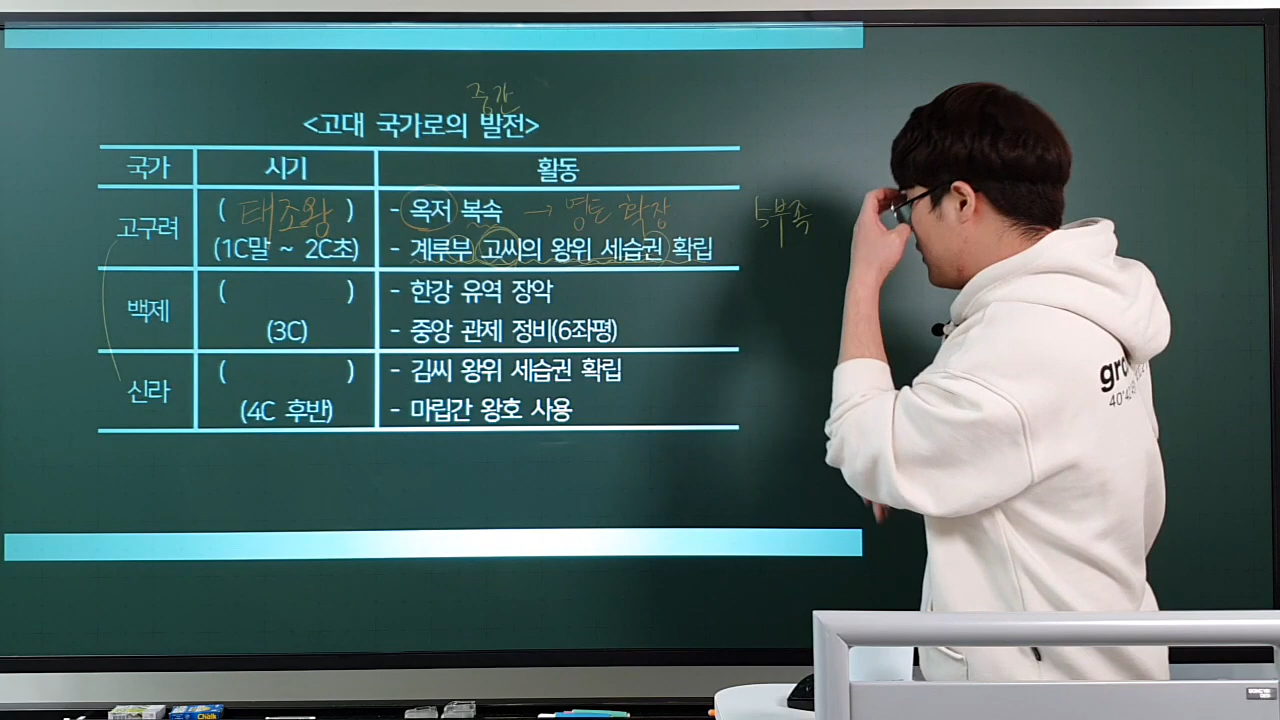 중간
<고대 국가로의 발전>
국가 시기 활동
고구려 ( 태조왕 ) - 옥저 복속 → 영토 확장 5부족
(1C말 ~ 2C초) - 계루부 고씨의 왕위 세습권 확립
백제 ( ) - 한강 유역 장악
(3C) - 중앙 관제 정비(6좌평)
신라 ( ) - 김씨 왕위 세습권 확립
(4C 후반) - 마립간 왕호 사용
Chalk